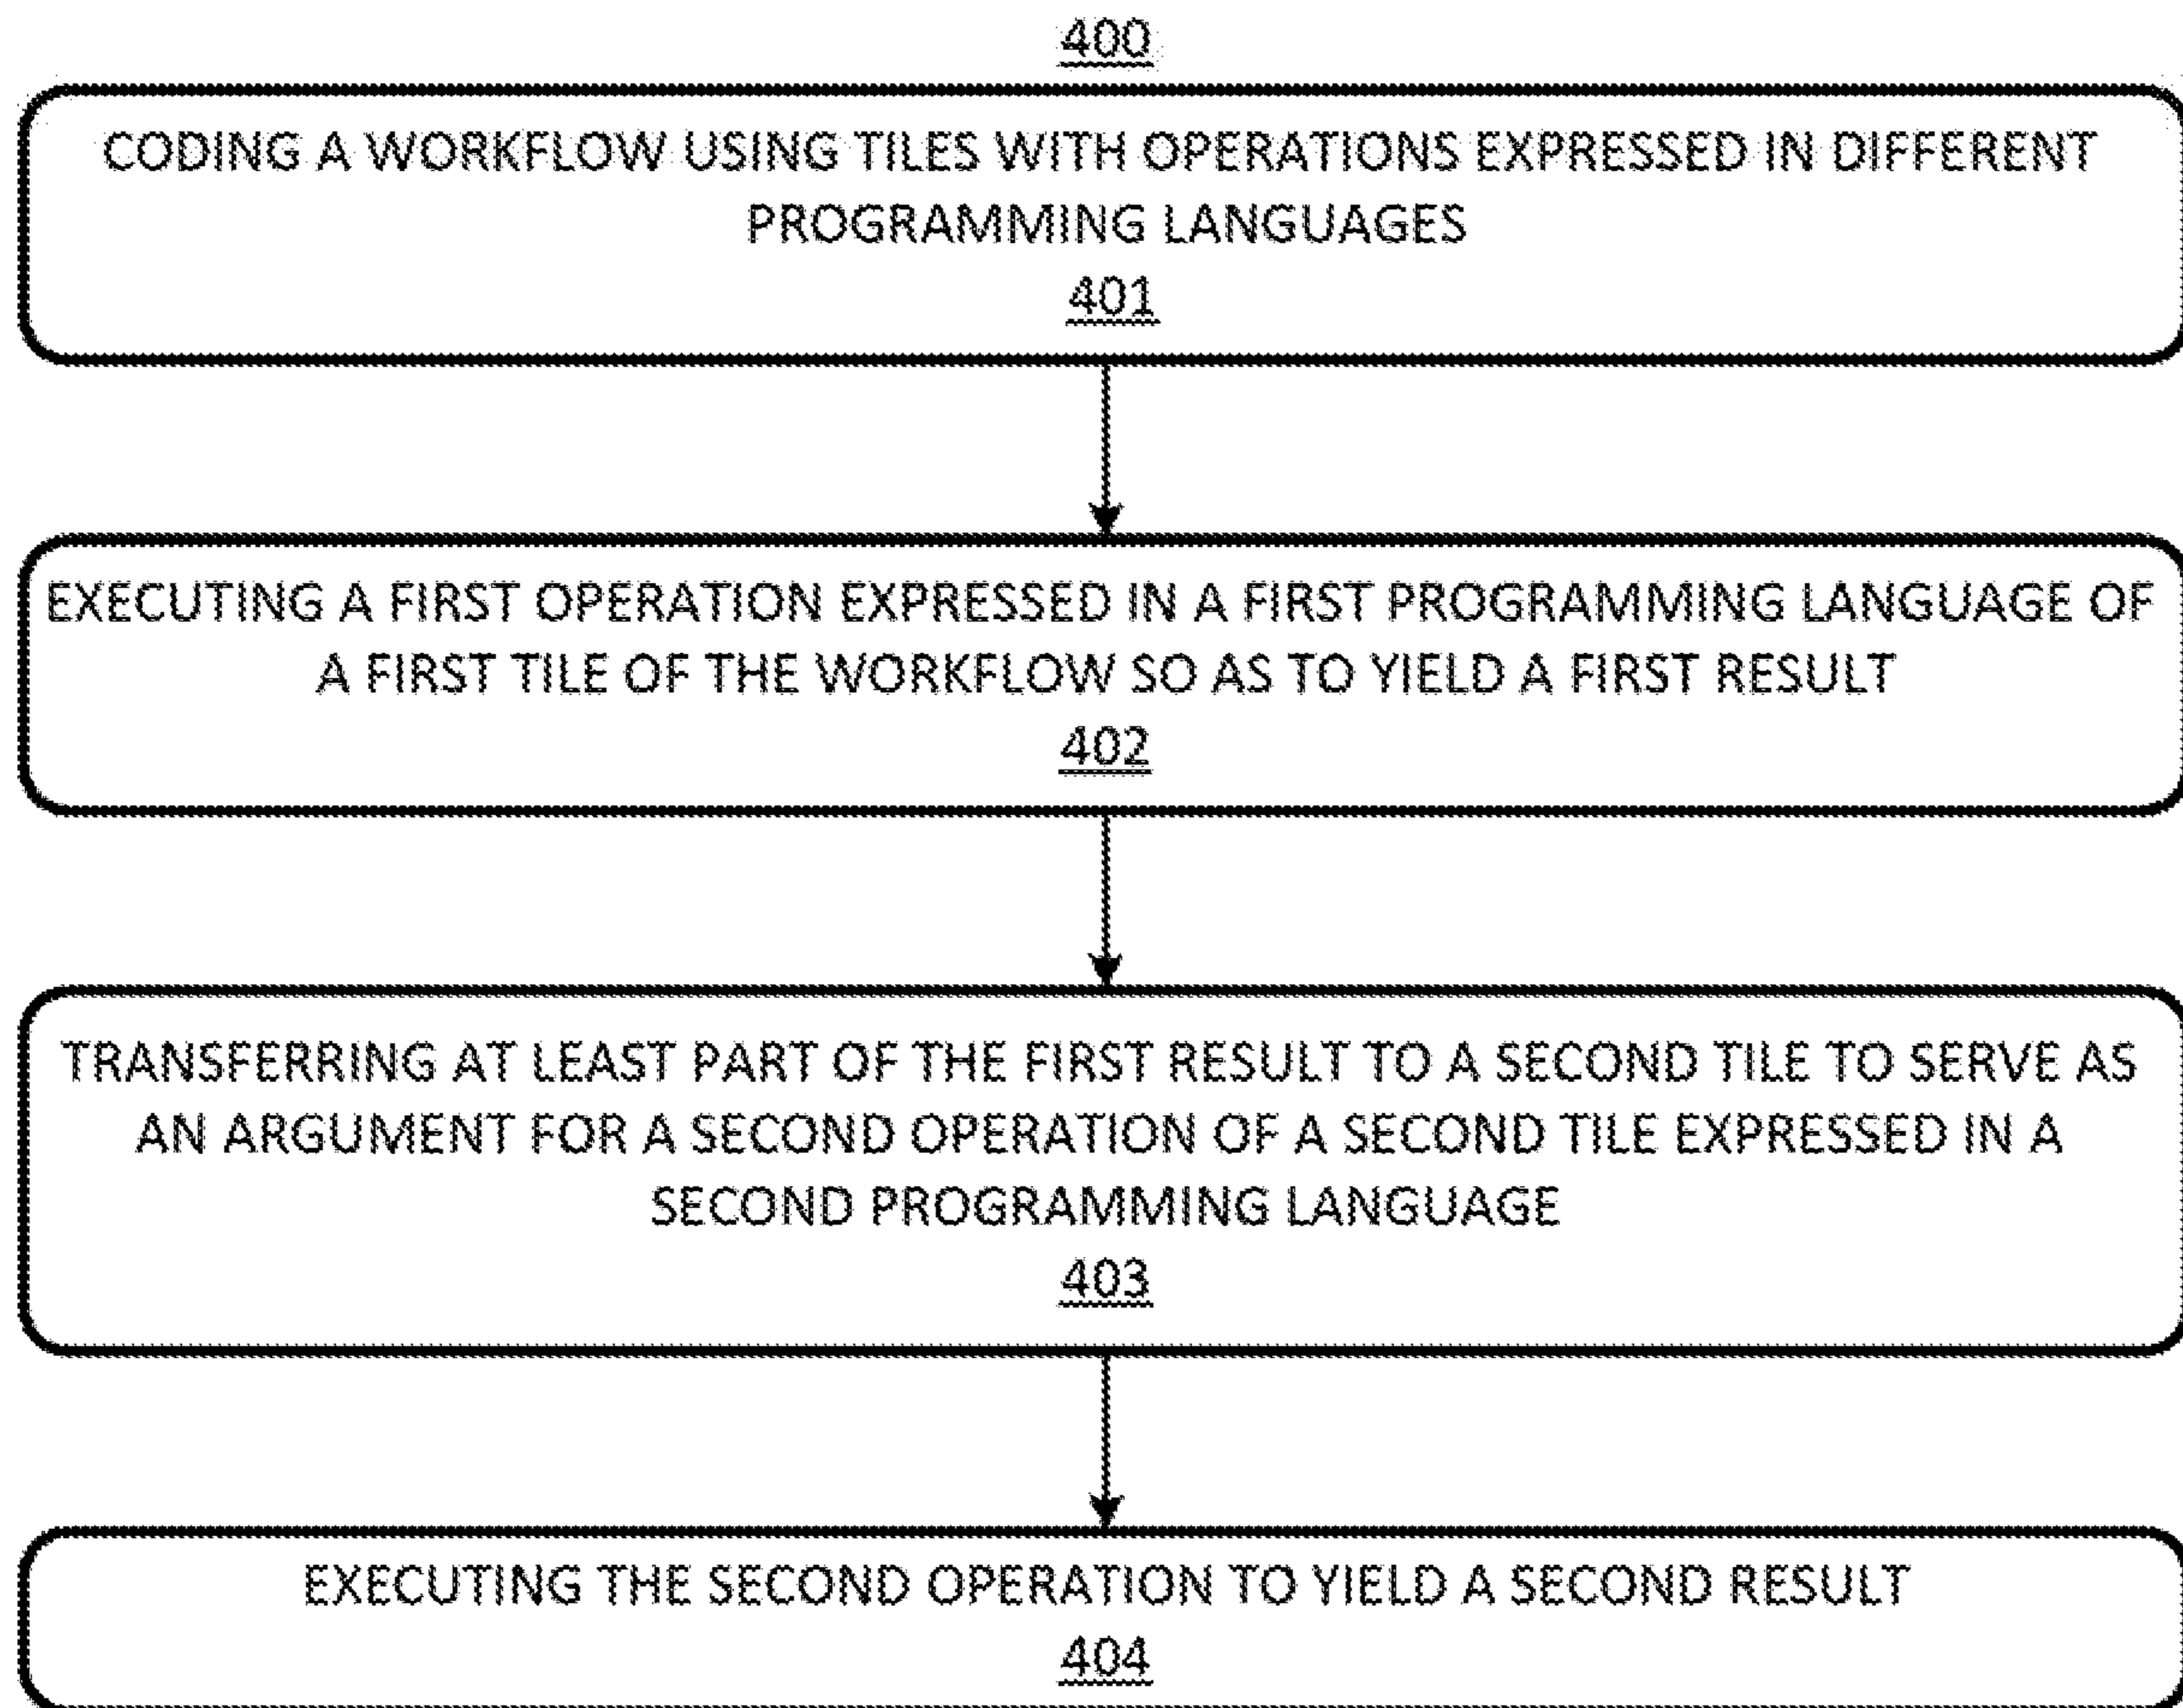 400
CODING A WORKFLOW USING TILES WITH OPERATIONS EXPRESSED IN DIFFERENT
PROGRAMMING LANGUAGES
401
EXECUTING A FIRST OPERATION EXPRESSED IN A FIRST PROGRAMMING LANGUAGE OF
A FIRST TILE OF THE WORKFLOW SO AS TO YIELD A FIRST RESULT
402
TRANSFERRING AT LEAST PART OF THE FIRST RESULT TO A SECOND TILE TO SERVE AS
AN ARGUMENT FOR A SECOND OPERATION OF A SECOND TILE EXPRESSED IN A
SECOND PROGRAMMING LANGUAGE
403
EXECUTING THE SECOND OPERATION TO YIELD A SECOND RESULT
404